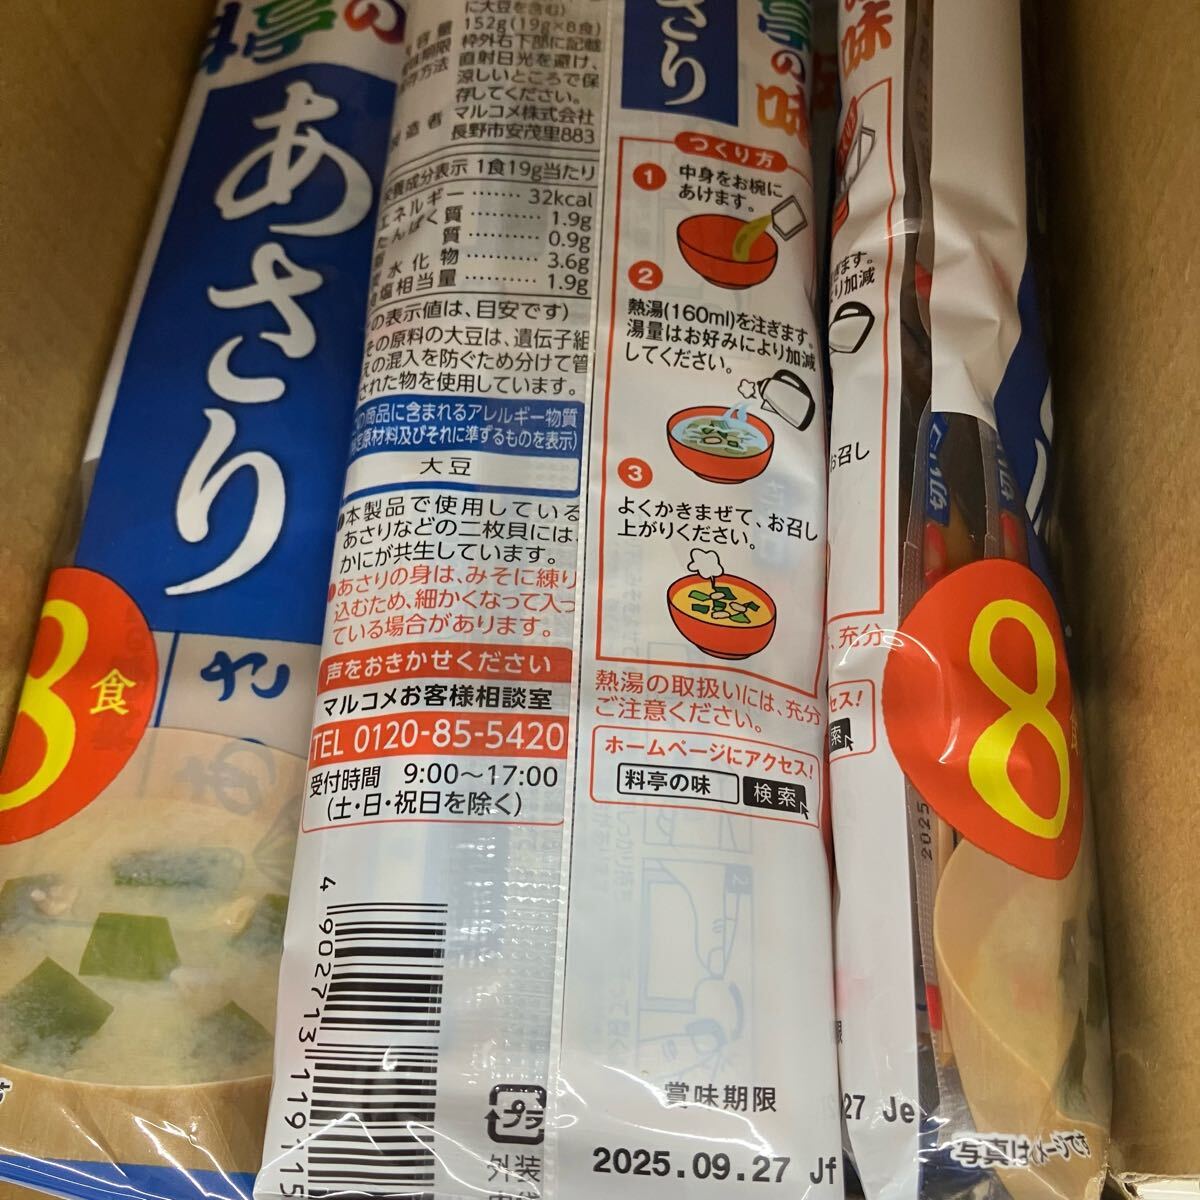 亭の
あさり
8
食
に大豆を含む)
152g(19g×8食)
枠外右下部に記載
保存方法
直射日光を避け、
涼しいところで保
存してください。
製造者
マルコメ株式会社
長野市安茂里883
栄養成分表示 1食19g当たり
エネルギー …… 32kcal
たんぱく質 ……… 1.9g
質 ……… 0.9g
水化物 …… 3.6g
塩相当量 …… 1.9g
の表示値は、目安です)
その原料の大豆は、遺伝子組
えの混入を防ぐため分けて管
された物を使用しています。
の商品に含まれるアレルギー物質
定原材料及びそれに準ずるものを表示)
大豆
●本製品で使用している
あさりなどの二枚貝には、
かにが共生しています。
●あさりの身は、みそに練り
込むため、細かくなって入っ
ている場合があります。
声をおきかせください
マルコメお客様相談室
TEL 0120-85-5420
受付時間 9:00〜17:00
(土・日・祝日を除く)
4 902713 119115
プラ
外装
さり
亭の味
つくり方
1
中身をお椀に
あけます。
2
熱湯(160ml)を注ぎます。
湯量はお好みにより加減
してください。
3
よくかきまぜて、お召し
上がりください。
熱湯の取扱いには、充分
ご注意ください。
ホームページにアクセス!
料亭の味
検索
賞味期限
2025.09.27 Jf
味
ぎます。
り加減
お召し
、充分
セス!
索
2025
27 Je
切り口
8
食